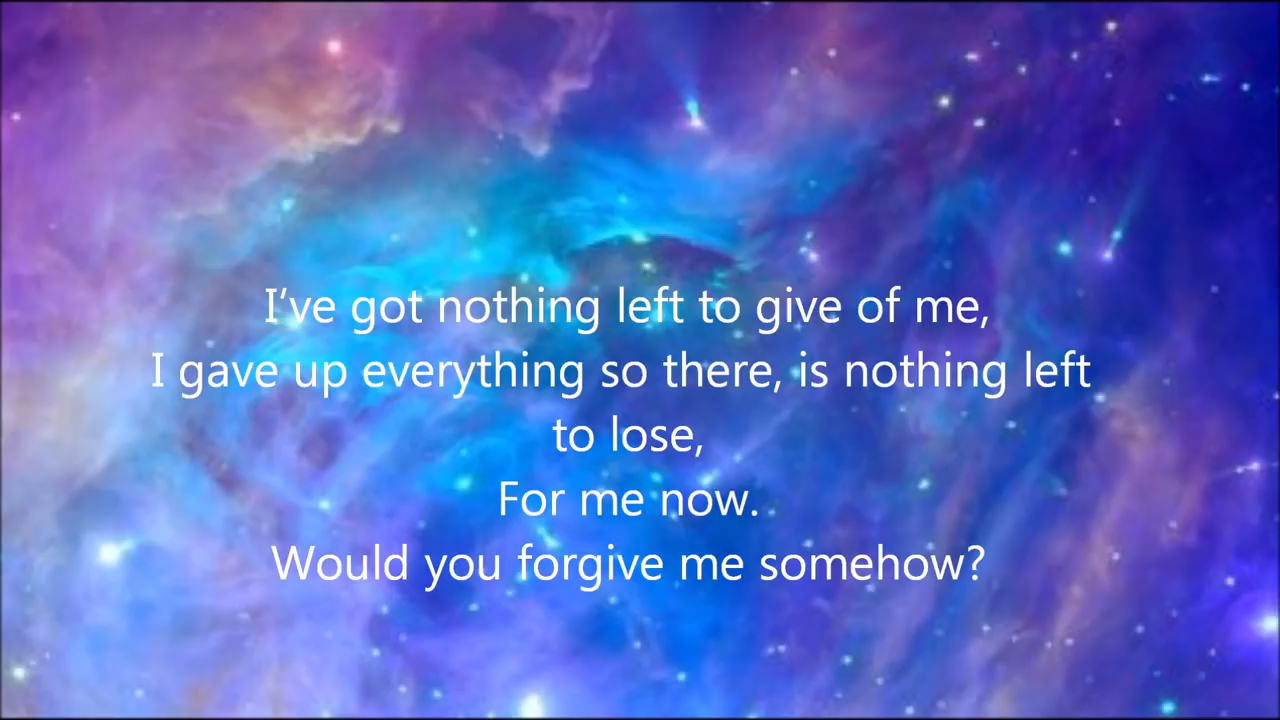 I've got nothing left to give of me,
I gave up everything so there, is nothing left
to lose,
For me now.
Would you forgive me somehow?